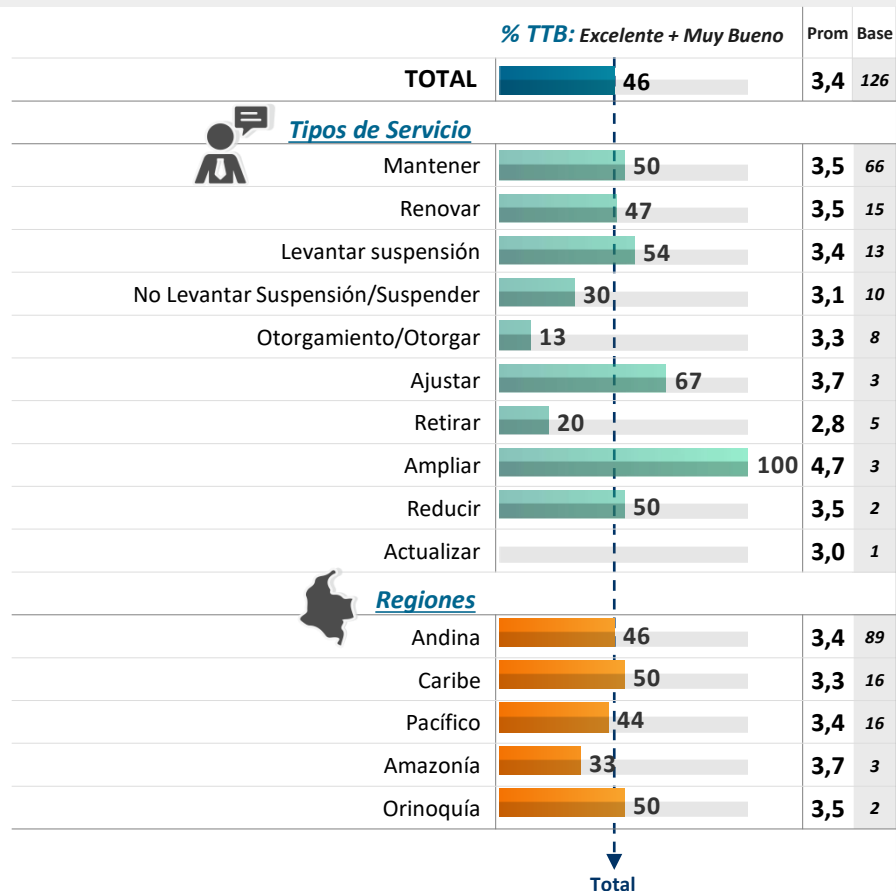 % TTB: Excelente + Muy Bueno Prom Base
TOTAL 46 3,4 126
Tipos de Servicio
Mantener 50 3,5 66
Renovar 47 3,5 15
Levantar suspensión 54 3,4 13
No Levantar Suspensión/Suspender 30 3,1 10
Otorgamiento/Otorgar 13 3,3 8
Ajustar 67 3,7 3
Retirar 20 2,8 5
Ampliar 100 4,7 3
Reducir 50 3,5 2
Actualizar 3,0 1
Regiones
Andina 46 3,4 89
Caribe 50 3,3 16
Pacífico 44 3,4 16
Amazonía 33 3,7 3
Orinoquía 50 3,5 2
Total